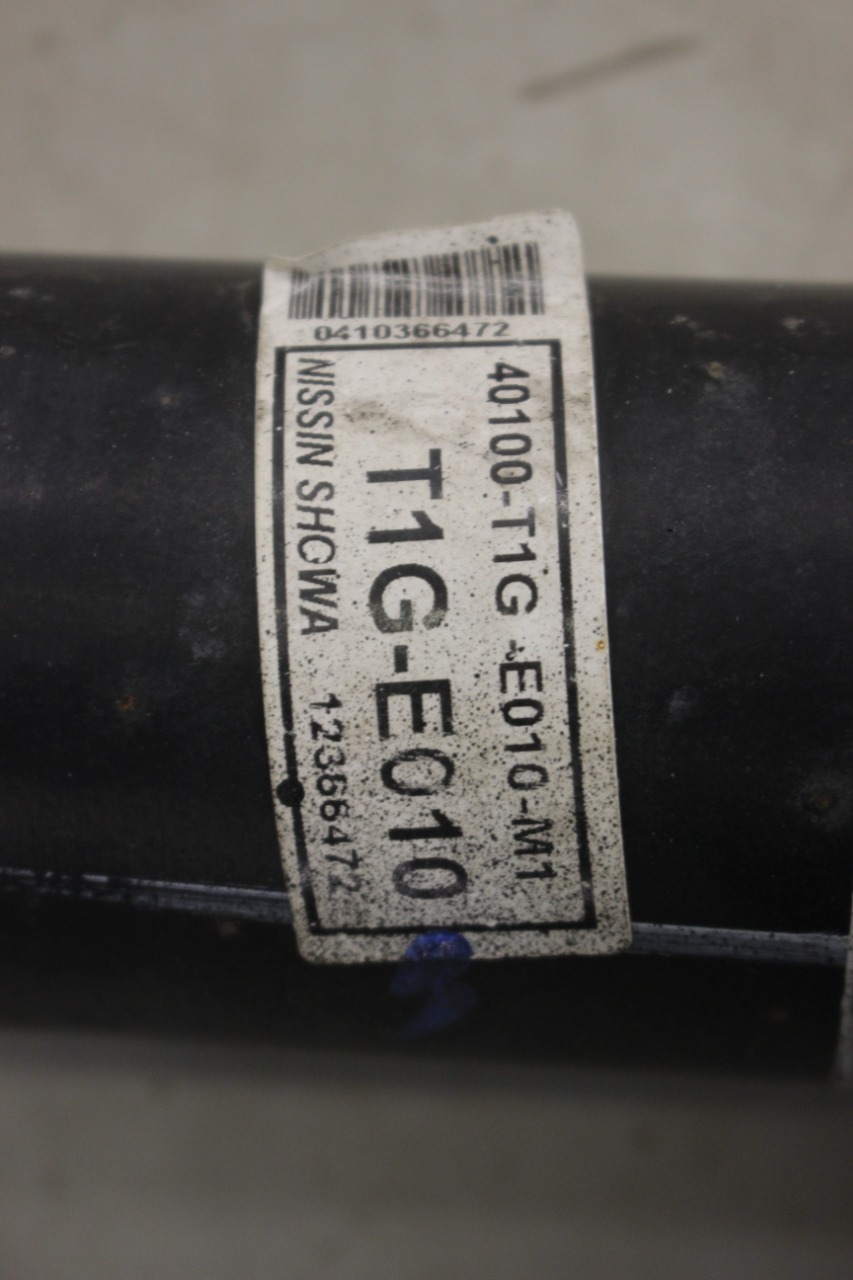 0410366472
40100-T1G -E010-M1
T1G-E010
NISSIN SHOWA 12366472